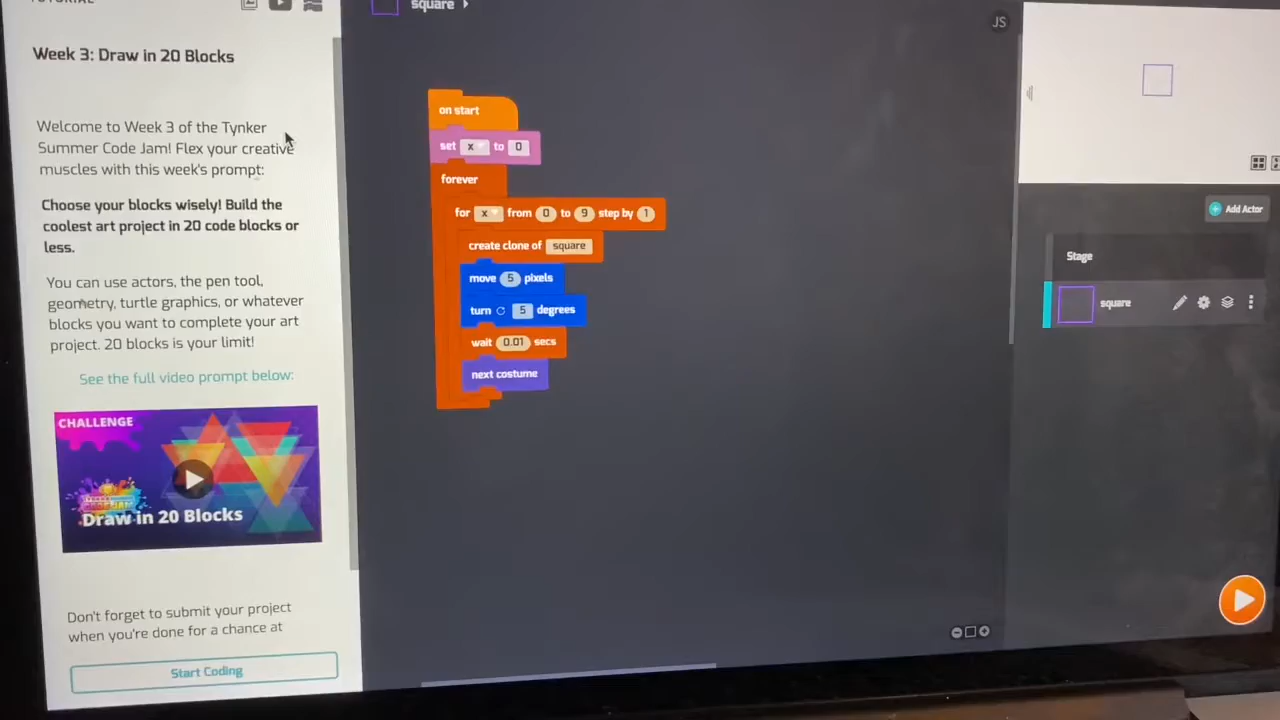 TUTORIAL
square
JS
Week 3: Draw in 20 Blocks
Welcome to Week 3 of the Tynker
Summer Code Jam! Flex your creative
muscles with this week's prompt:
Choose your blocks wisely! Build the
coolest art project in 20 code blocks or
less.
You can use actors, the pen tool,
geometry, turtle graphics, or whatever
blocks you want to complete your art
project. 20 blocks is your limit!
See the full video prompt below:
CHALLENGE
Draw in 20 Blocks
Don't forget to submit your project
when you're done for a chance at
Start Coding
on start
set x to 0
forever
for x from 0 to 9 step by 1
create clone of square
move 5 pixels
turn 5 degrees
wait 0.01 secs
next costume
Add Actor
Stage
square